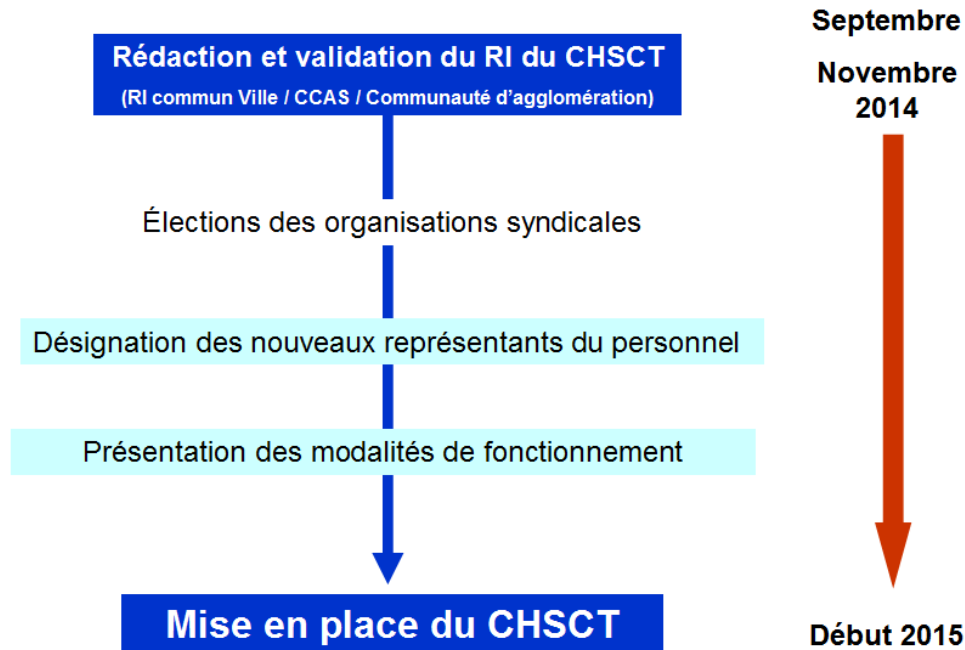 Rédaction et validation du RI du CHSCT
(RI commun Ville / CCAS / Communauté d'agglomération)
Élections des organisations syndicales
Désignation des nouveaux représentants du personnel
Présentation des modalités de fonctionnement
Mise en place du CHSCT
Septembre
Novembre
2014
Début 2015